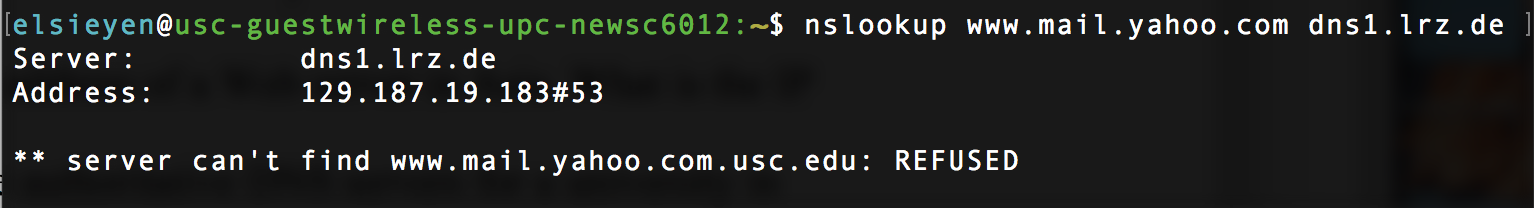 [elsieyen@usc-guestwireless-upc-newsc6012:~$ nslookup www.mail.yahoo.com dns1.lrz.de ]
Server: dns1.lrz.de
Address: 129.187.19.183#53
** server can't find www.mail.yahoo.com.usc.edu: REFUSED